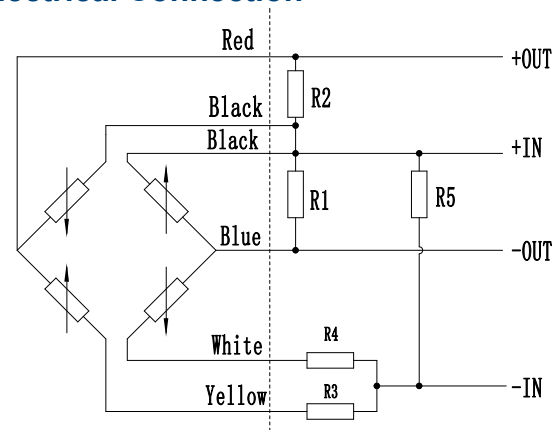 Electrical Connection
Red
+OUT
R2
Black
Black
+IN
R1
R5
Blue
-OUT
White
R4
Yellow
R3
-IN